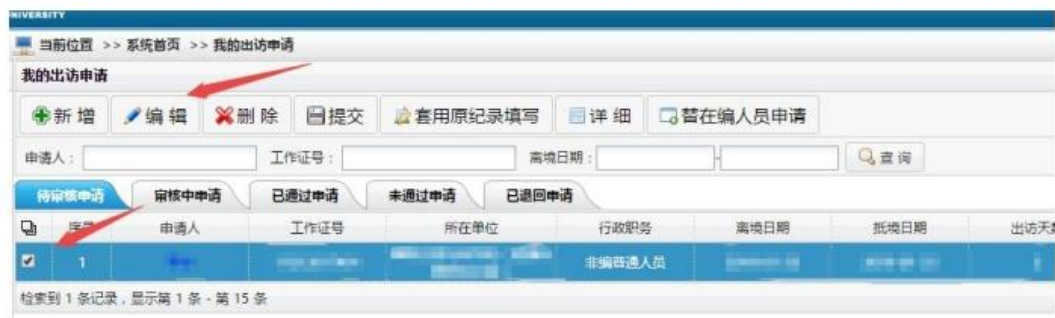 NIVERSITY
当前位置 >> 系统首页 >> 我的出访申请
我的出访申请
新 增 编 辑 删 除 提交 套用原纪录填写 详 细 替在编人员申请
申请人： 工作证号： 离境日期： - 查 询
待审核申请 审核中申请 已通过申请 未通过申请 已退回申请
序号 申请人 工作证号 所在单位 行政职务 离境日期 抵境日期 出访天数
1 非编普通人员
检索到 1 条记录，显示第 1 条 - 第 15 条